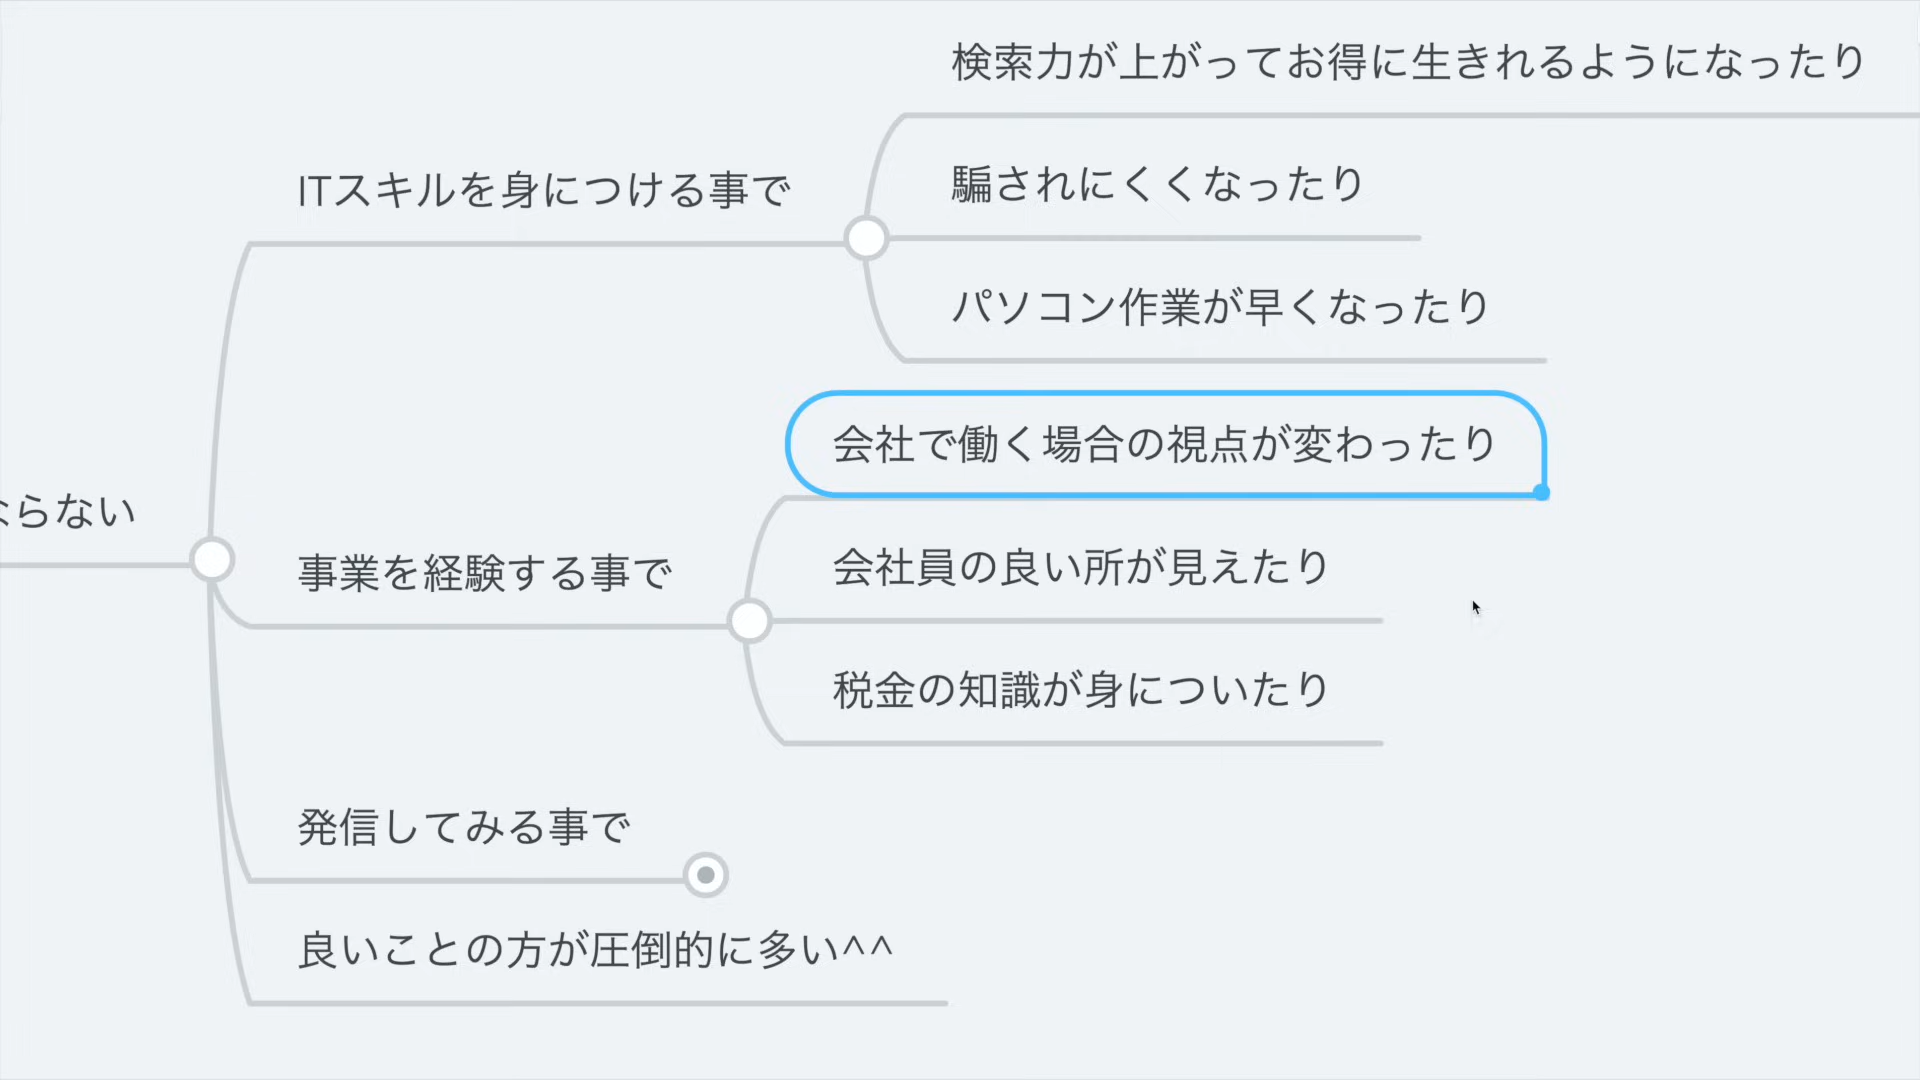 ならない
ITスキルを身につける事で
検索力が上がってお得に生きれるようになったり
騙されにくくなったり
パソコン作業が早くなったり
事業を経験する事で
会社で働く場合の視点が変わったり
会社員の良い所が見えたり
税金の知識が身についたり
発信してみる事で
良いことの方が圧倒的に多い^^